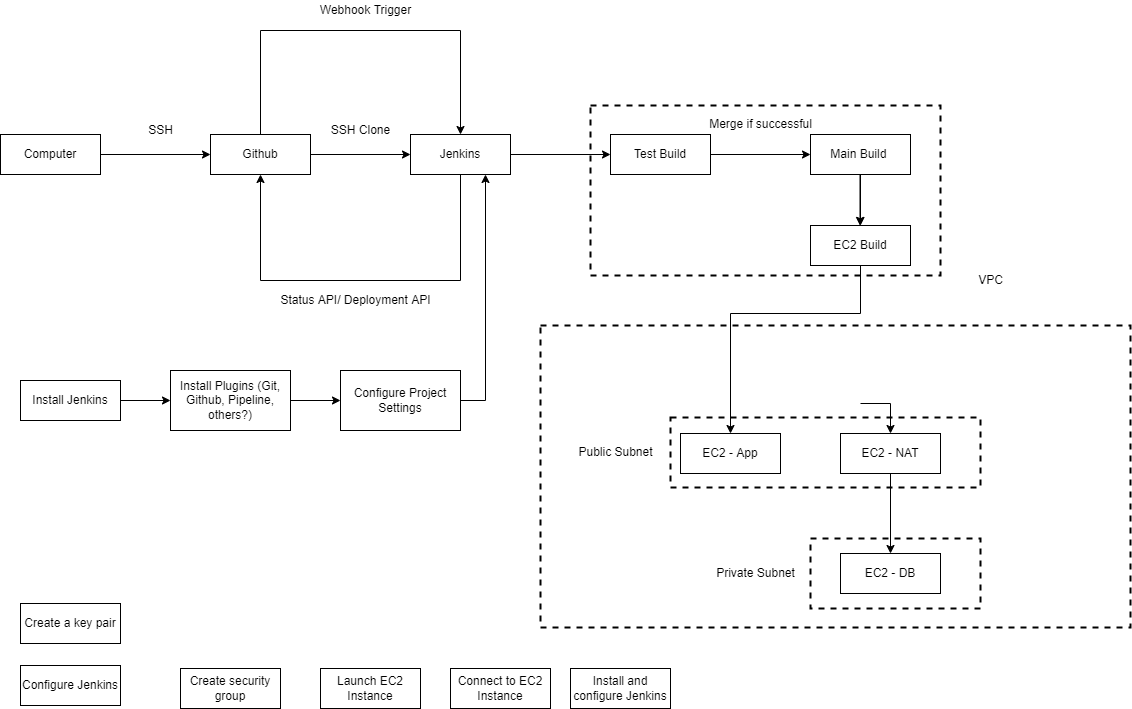 Webhook Trigger
SSH
SSH Clone
Merge if successful
Computer
Github
Jenkins
Test Build
Main Build
EC2 Build
VPC
Status API/ Deployment API
Install Jenkins
Install Plugins (Git,
Github, Pipeline,
others?)
Configure Project
Settings
Public Subnet
EC2 - App
EC2 - NAT
Private Subnet
EC2 - DB
Create a key pair
Configure Jenkins
Create security
group
Launch EC2
Instance
Connect to EC2
Instance
Install and
configure Jenkins